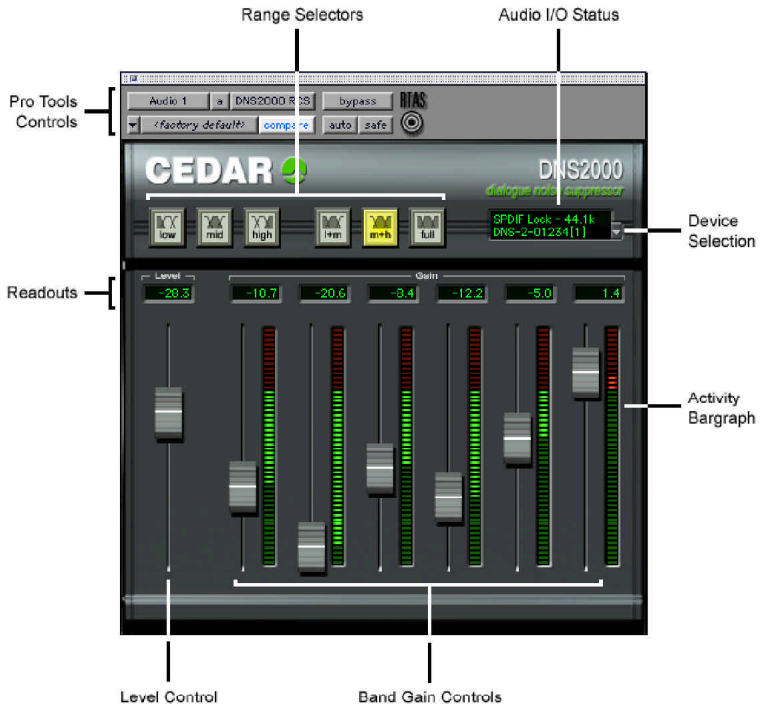 Range Selectors
Audio I/O Status
Pro Tools
Controls
Audio 1
a
DNS2000 RCS
bypass
RTAS
<factory default>
compare
auto
safe
CEDAR
DNS2000
dialogue noise suppressor
low
mid
high
l+m
m+h
full
SPDIF Lock - 44.1k
DNS-2-01234[1]
Device
Selection
Level
Gain
Readouts
-28.3
-10.7
-20.6
-8.4
-12.2
-5.0
1.4
Activity
Bargraph
Level Control
Band Gain Controls